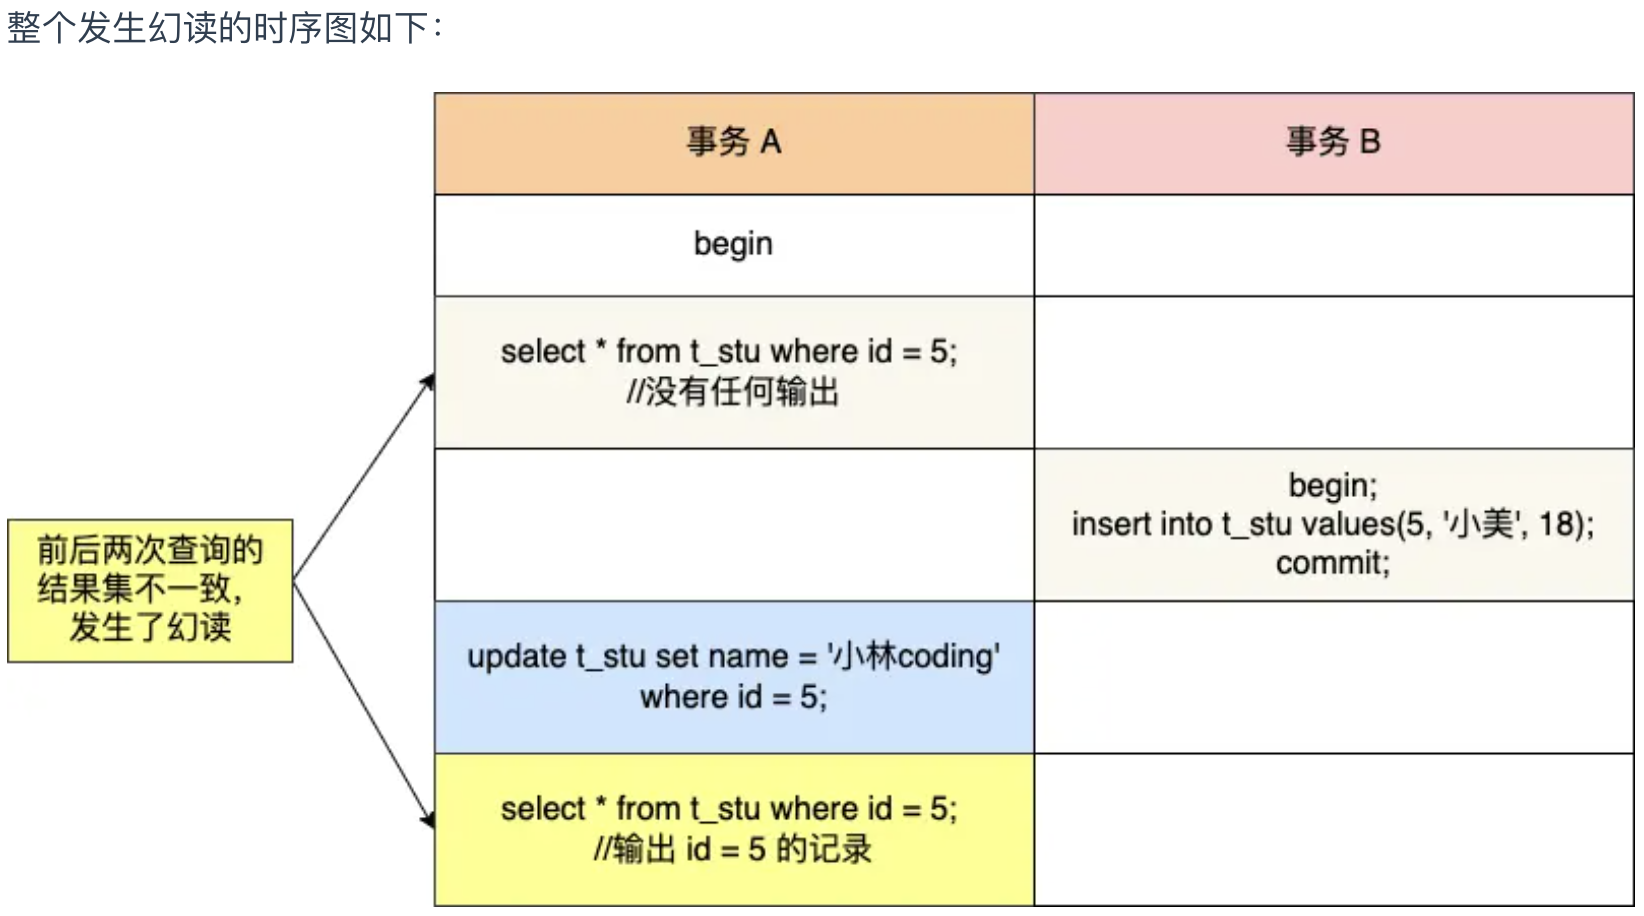 整个发生幻读的时序图如下：
事务 A
事务 B
begin
select * from t_stu where id = 5;
//没有任何输出
begin;
insert into t_stu values(5, '小美', 18);
commit;
前后两次查询的
结果集不一致，
发生了幻读
update t_stu set name = '小林coding'
where id = 5;
select * from t_stu where id = 5;
//输出 id = 5 的记录